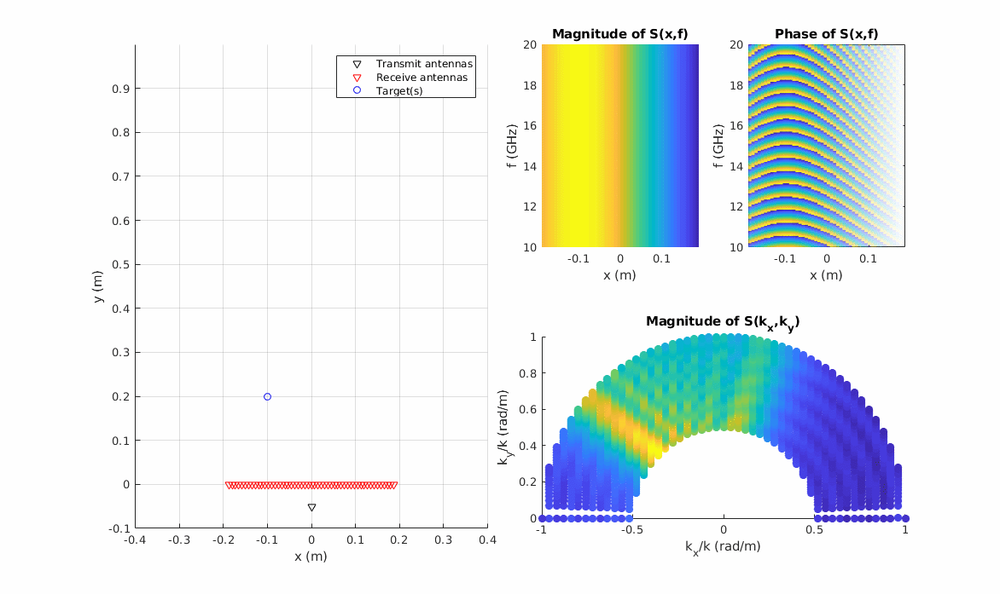 Transmit antennas
Receive antennas
Target(s)
0.9
0.8
0.7
0.6
0.5
0.4
0.3
0.2
0.1
0
-0.1
-0.4 -0.3 -0.2 -0.1 0 0.1 0.2 0.3 0.4
x (m)
y (m)
Magnitude of S(x,f)
20
18
16
14
12
10
-0.1 0 0.1
x (m)
f (GHz)
Phase of S(x,f)
20
18
16
14
12
10
-0.1 0 0.1
x (m)
f (GHz)
Magnitude of S(kx,ky)
1
0.8
0.6
0.4
0.2
0
-1 -0.5 0 0.5 1
kx/k (rad/m)
ky/k (rad/m)